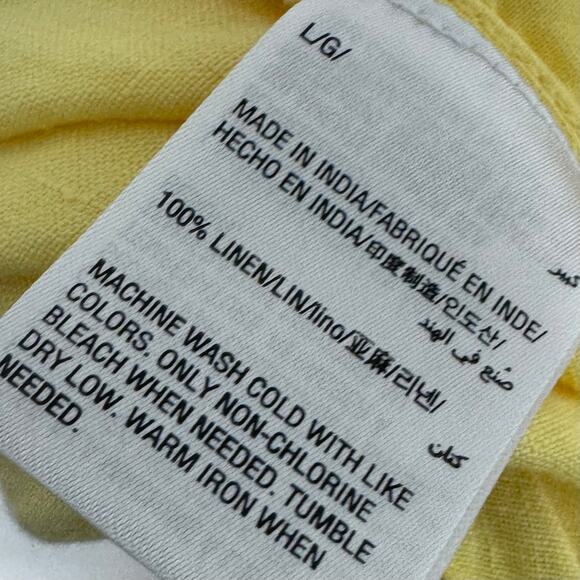 L/G/
كبير
MADE IN INDIA/FABRIQUÉ EN INDE/
HECHO EN INDIA/印度制造/인도산/
صُنع في الهند
100% LINEN/LIN/lino/亚麻/리넨/
كتان
MACHINE WASH COLD WITH LIKE
COLORS. ONLY NON-CHLORINE
BLEACH WHEN NEEDED. TUMBLE
DRY LOW. WARM IRON WHEN
NEEDED.